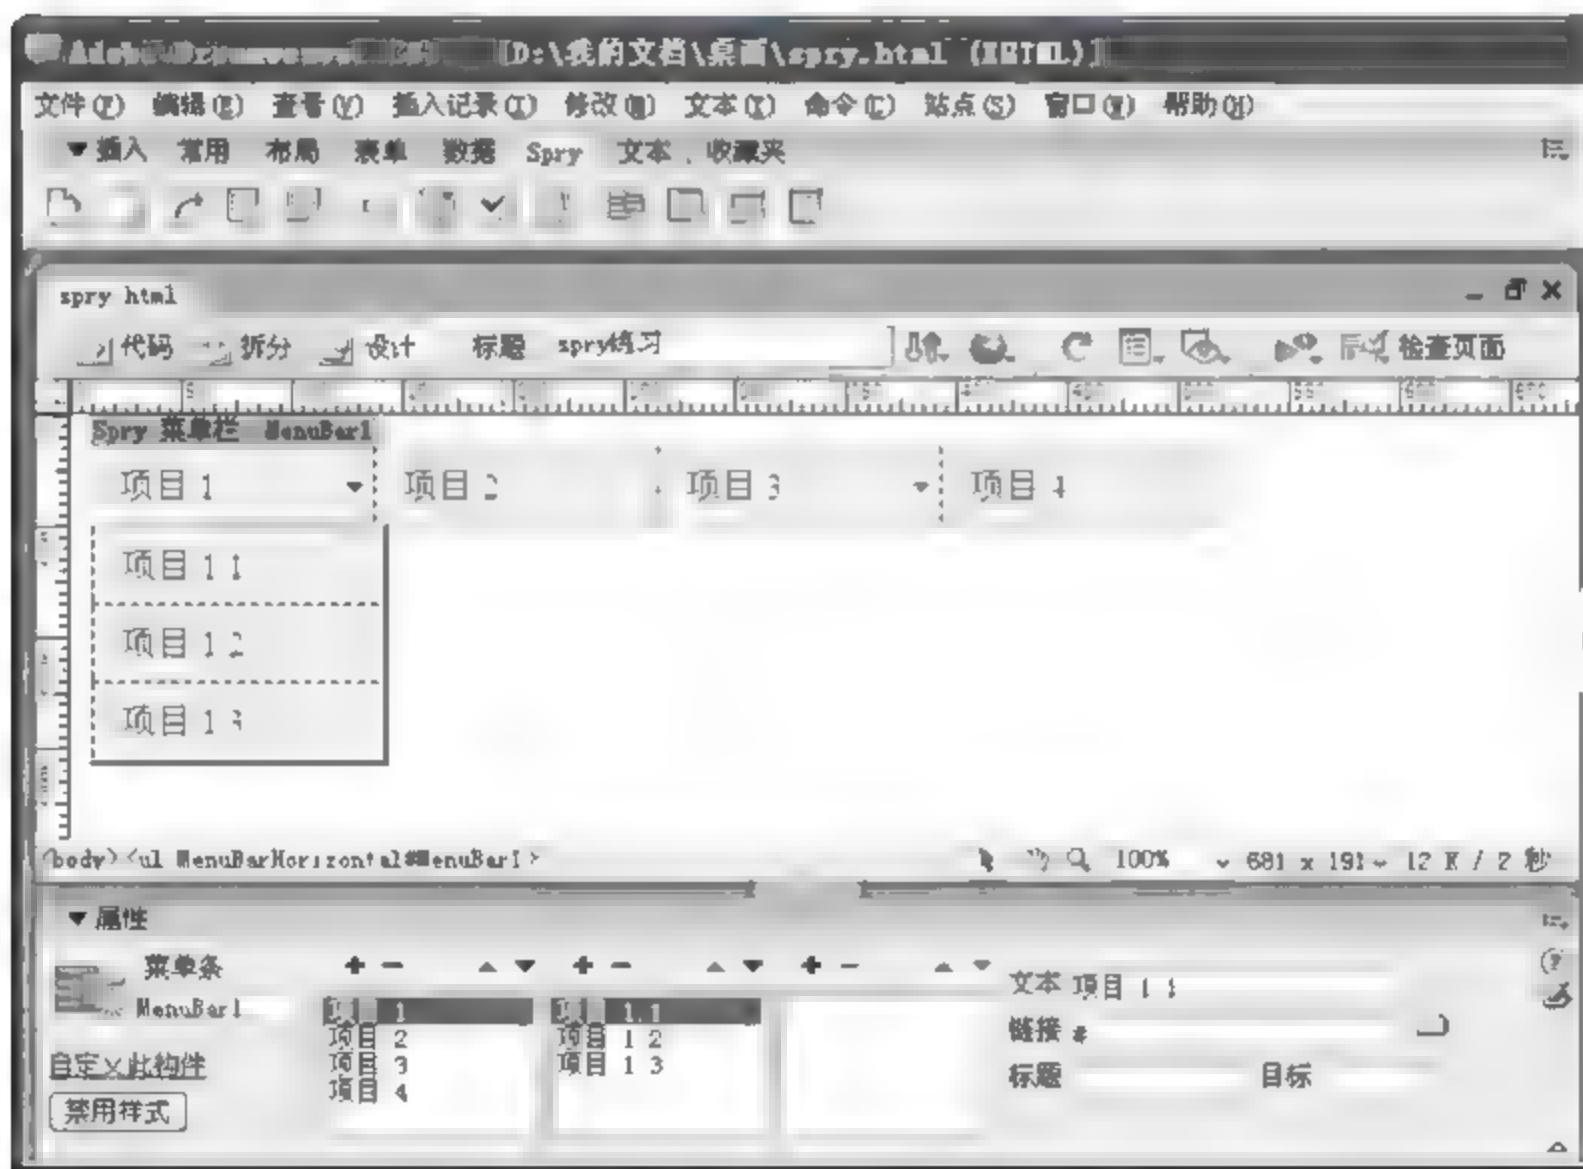 [D:\我的文档\桌面\spry.html (XHTML)]
文件(F) 编辑(E) 查看(V) 插入记录(I) 修改(M) 文本(T) 命令(C) 站点(S) 窗口(W) 帮助(H)
▼插入 常用 布局 表单 数据 Spry 文本 收藏夹
spry html
代码 拆分 设计 标题 spry练习 检查页面
Spry 菜单栏 MenuBar1
项目 1 项目 2 项目 3 项目 4
项目 1 1
项目 1 2
项目 1 3
<body><ul MenuBarHorizontal#MenuBar1> 100% 681 x 191 12 K / 2 秒
▼属性
菜单条
MenuBar1
自定义此构件
禁用样式
项目 1
项目 2
项目 3
项目 4
项目 1.1
项目 1 2
项目 1 3
文本 项目 1 1
链接 #
标题 目标